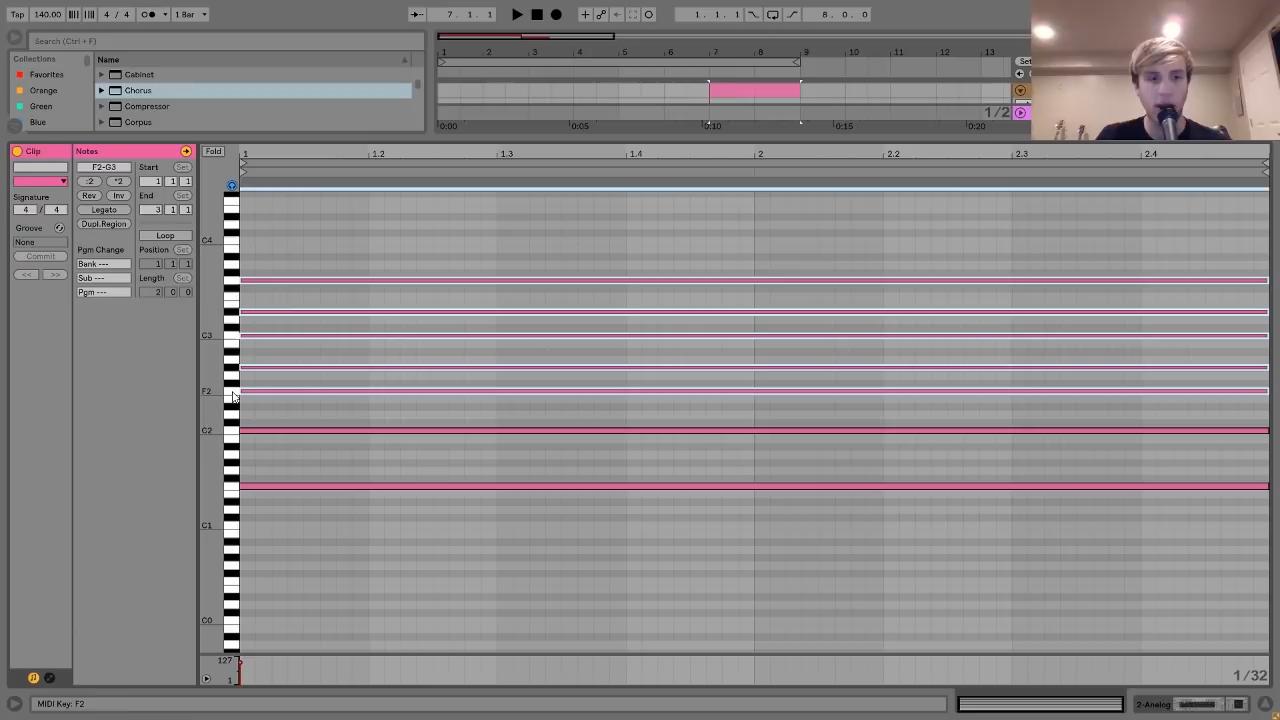 Tap 140.00 4 / 4 1 Bar 7 . 1 . 1 1 . 1 . 1 8 . 0 . 0
Search (Ctrl + F)
Collections Name
Favorites Cabinet
Orange Chorus
Green Compressor
Blue Corpus
1 2 3 4 5 6 7 8 9 10 11 12 13
Set
1/2
0:00 0:05 0:10 0:15 0:20
Clip Notes Fold 1 1.2 1.3 1.4 2 2.2 2.3 2.4
F2-G3 Start Set
:2 *2 1 1 1
Signature Rev Inv End
4 / 4 Legato 3 1 1
Groove Dupl.Region
None Loop
Commit Pgm Change Position Set
<< >> Bank --- 1 1 1
Sub --- Length Set
Pgm --- 2 0 0
C4
C3
F2
C2
C1
C0
127
1 1/32
MIDI Key: F2 2-Analog